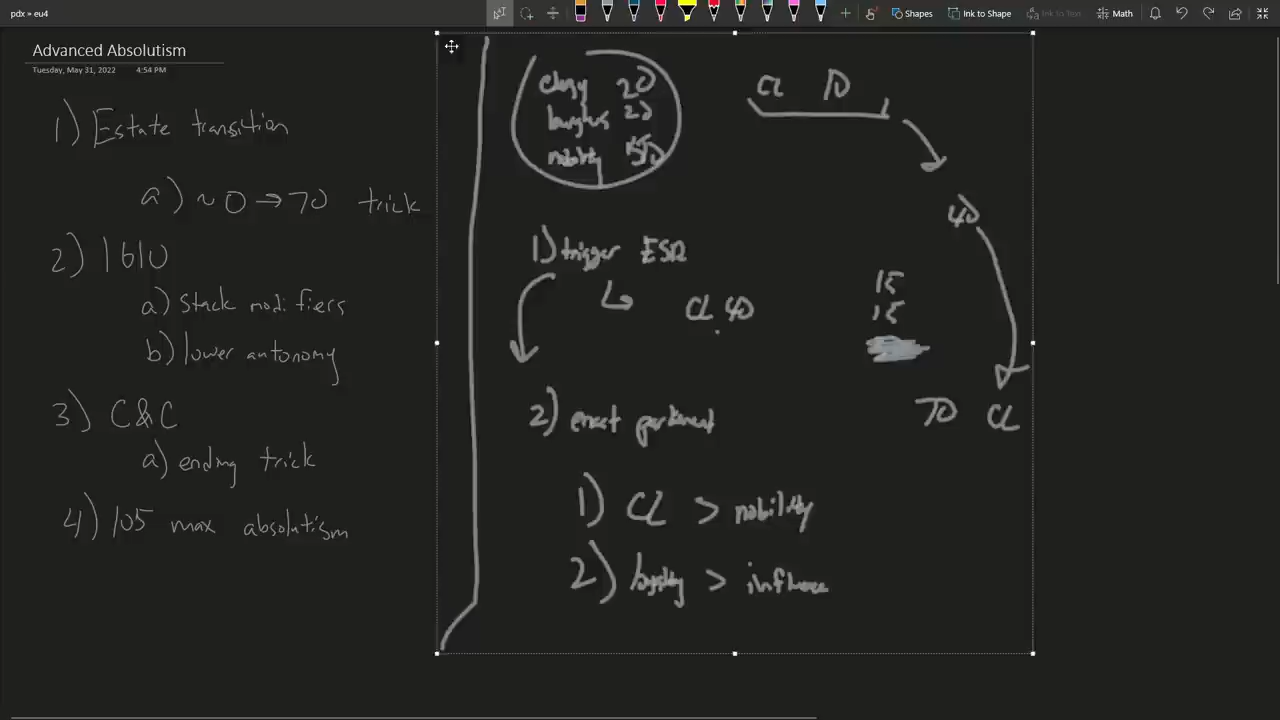 pdx » eu4
Shapes
Ink to Shape
Ink to Text
Math
Advanced Absolutism
Tuesday, May 31, 2022 4:54 PM
1) Estate transition
a) ~ 0 → 70 trick
2) 1610
a) stack modifiers
b) lower autonomy
3) C&C
a) ending trick
4) 105 max absolutism
clergy 20
burghers 20
nobility
CL 10
40
1) trigger
CL 40
15
15
70 CL
2) enact parliament
1) CL > nobility
2) loyalty > influence